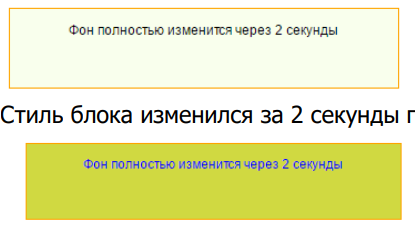 Фон полностью изменится через 2 секунды
Стиль блока изменился за 2 секунды
Фон полностью изменится через 2 секунды